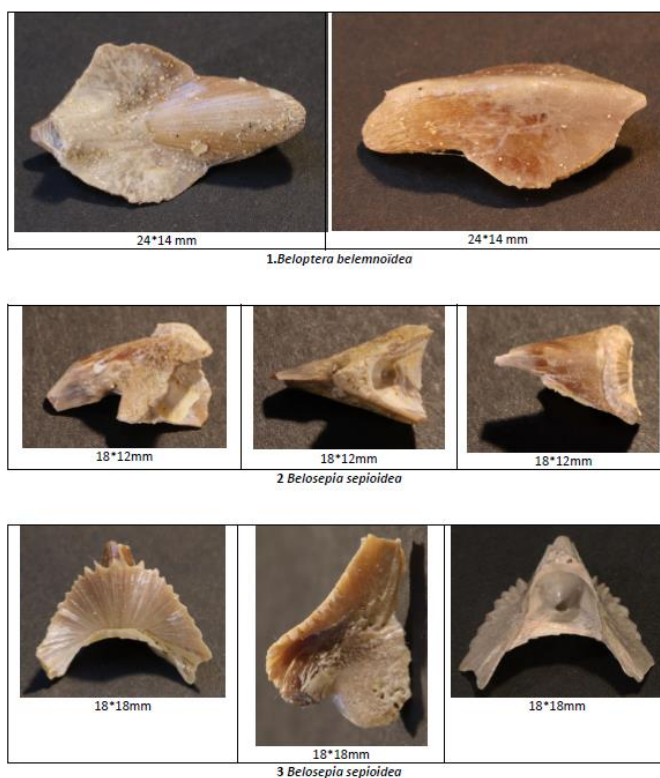 24*14 mm 24*14 mm
1.Beloptera belemnoïdea
18*12mm 18*12mm 18*12mm
2 Belosepia sepioidea
18*18mm 18*18mm 18*18mm
3 Belosepia sepioidea